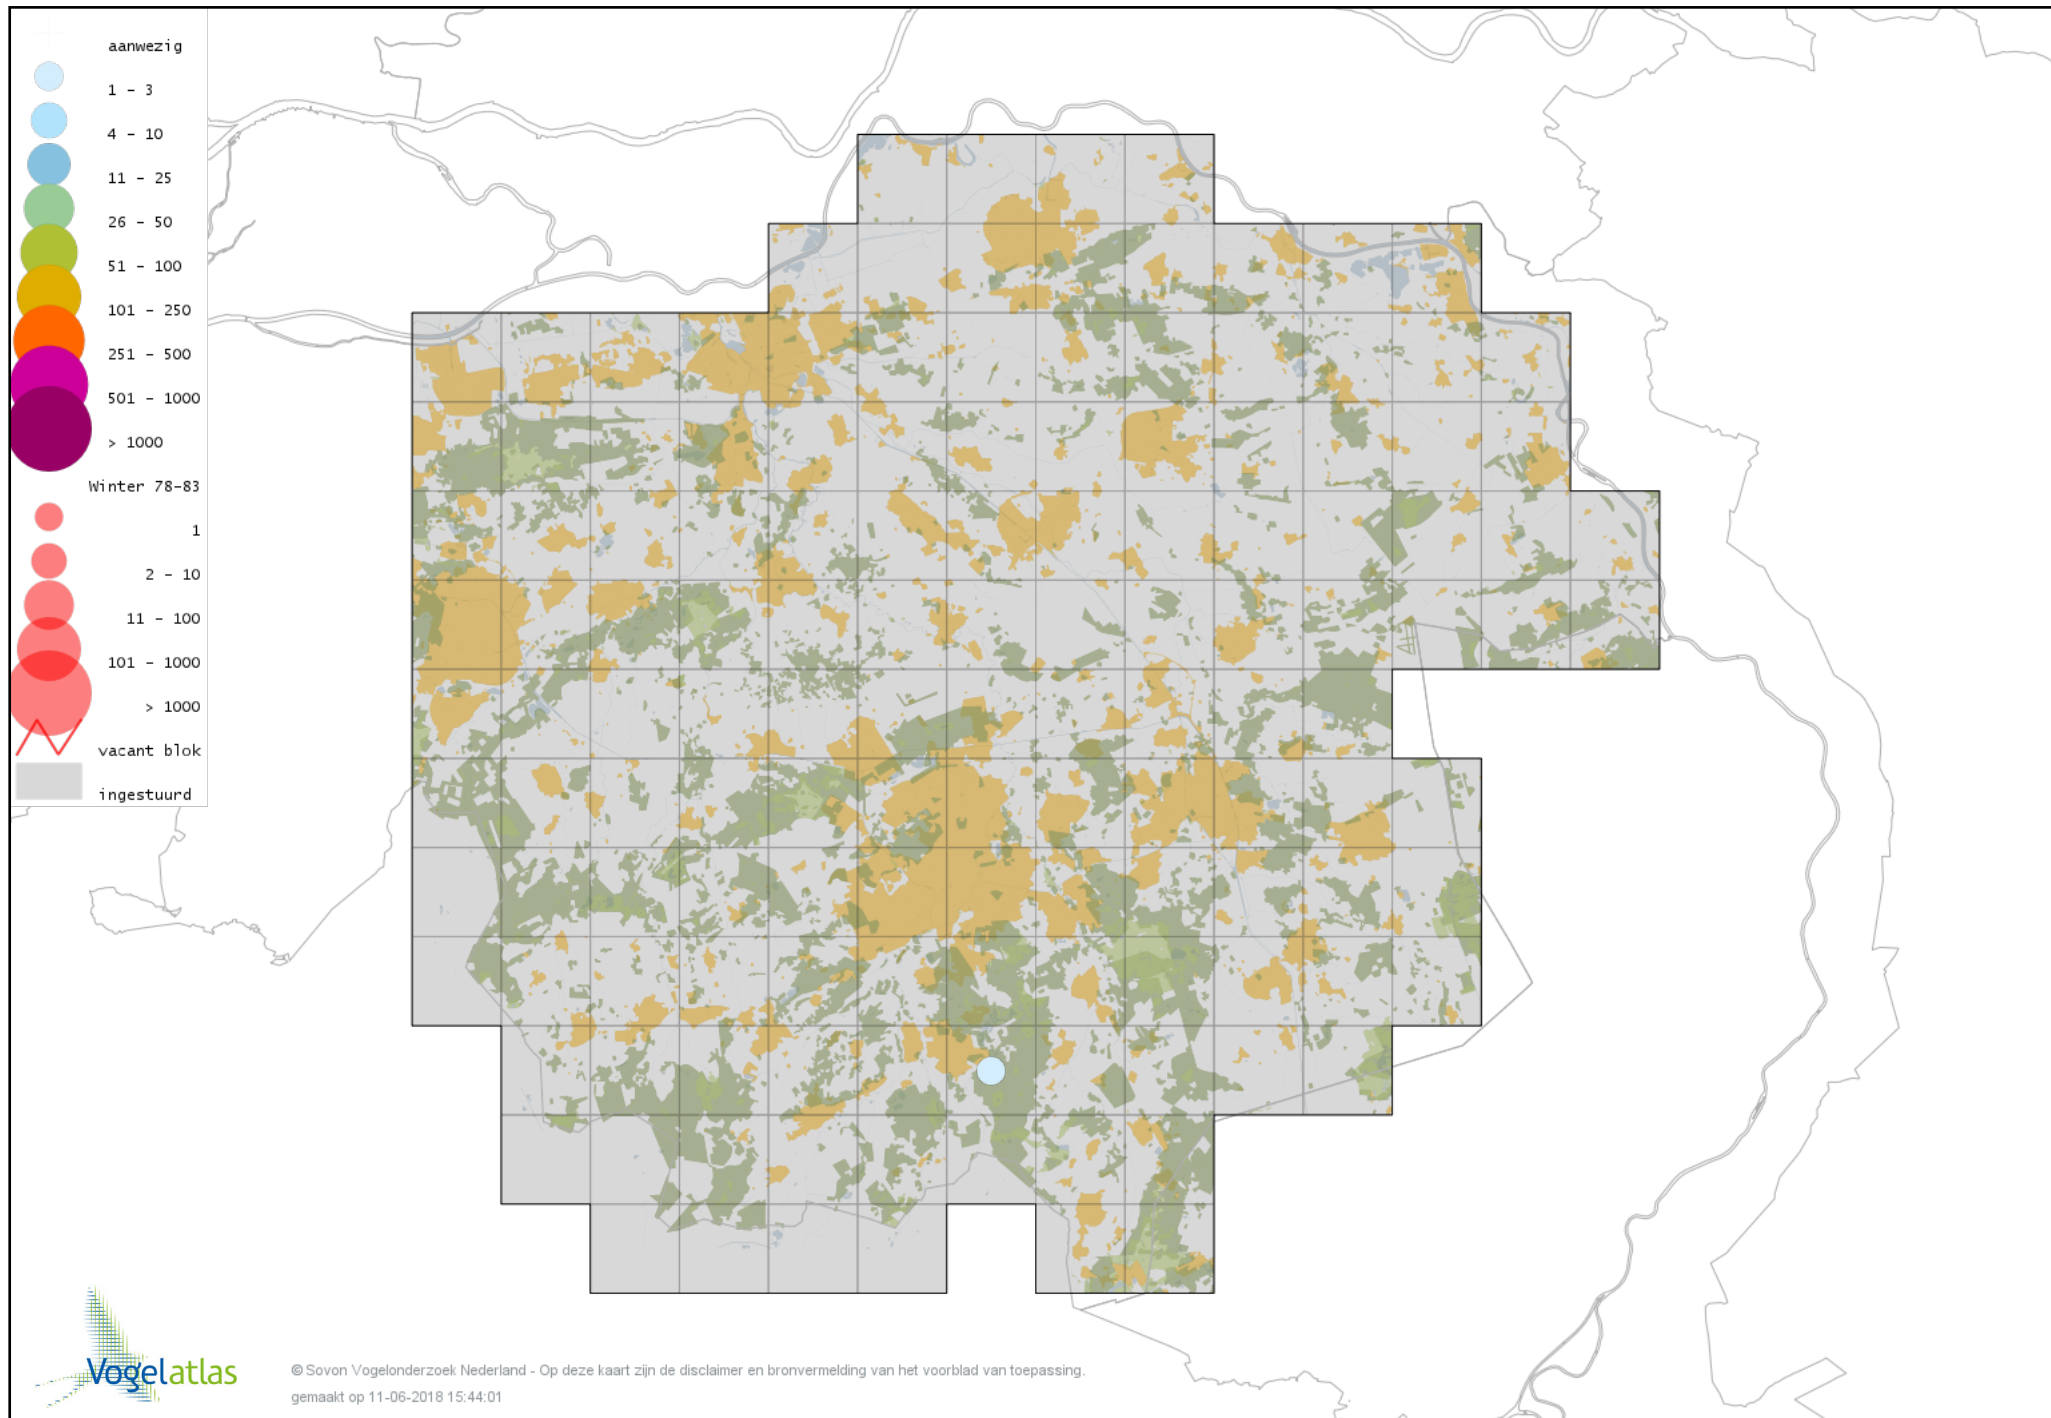 aanwezig
1 - 3
4 - 10
11 - 25
26 - 50
51 - 100
101 - 250
251 - 500
501 - 1000
> 1000
Winter 78-83
1
2 - 10
11 - 100
101 - 1000
> 1000
vacant blok
ingestuurd
Vogelatlas
© Sovon Vogelonderzoek Nederland - Op deze kaart zijn de disclaimer en bronvermelding van het voorblad van toepassing.
gemaakt op 11-06-2018 15:44:01